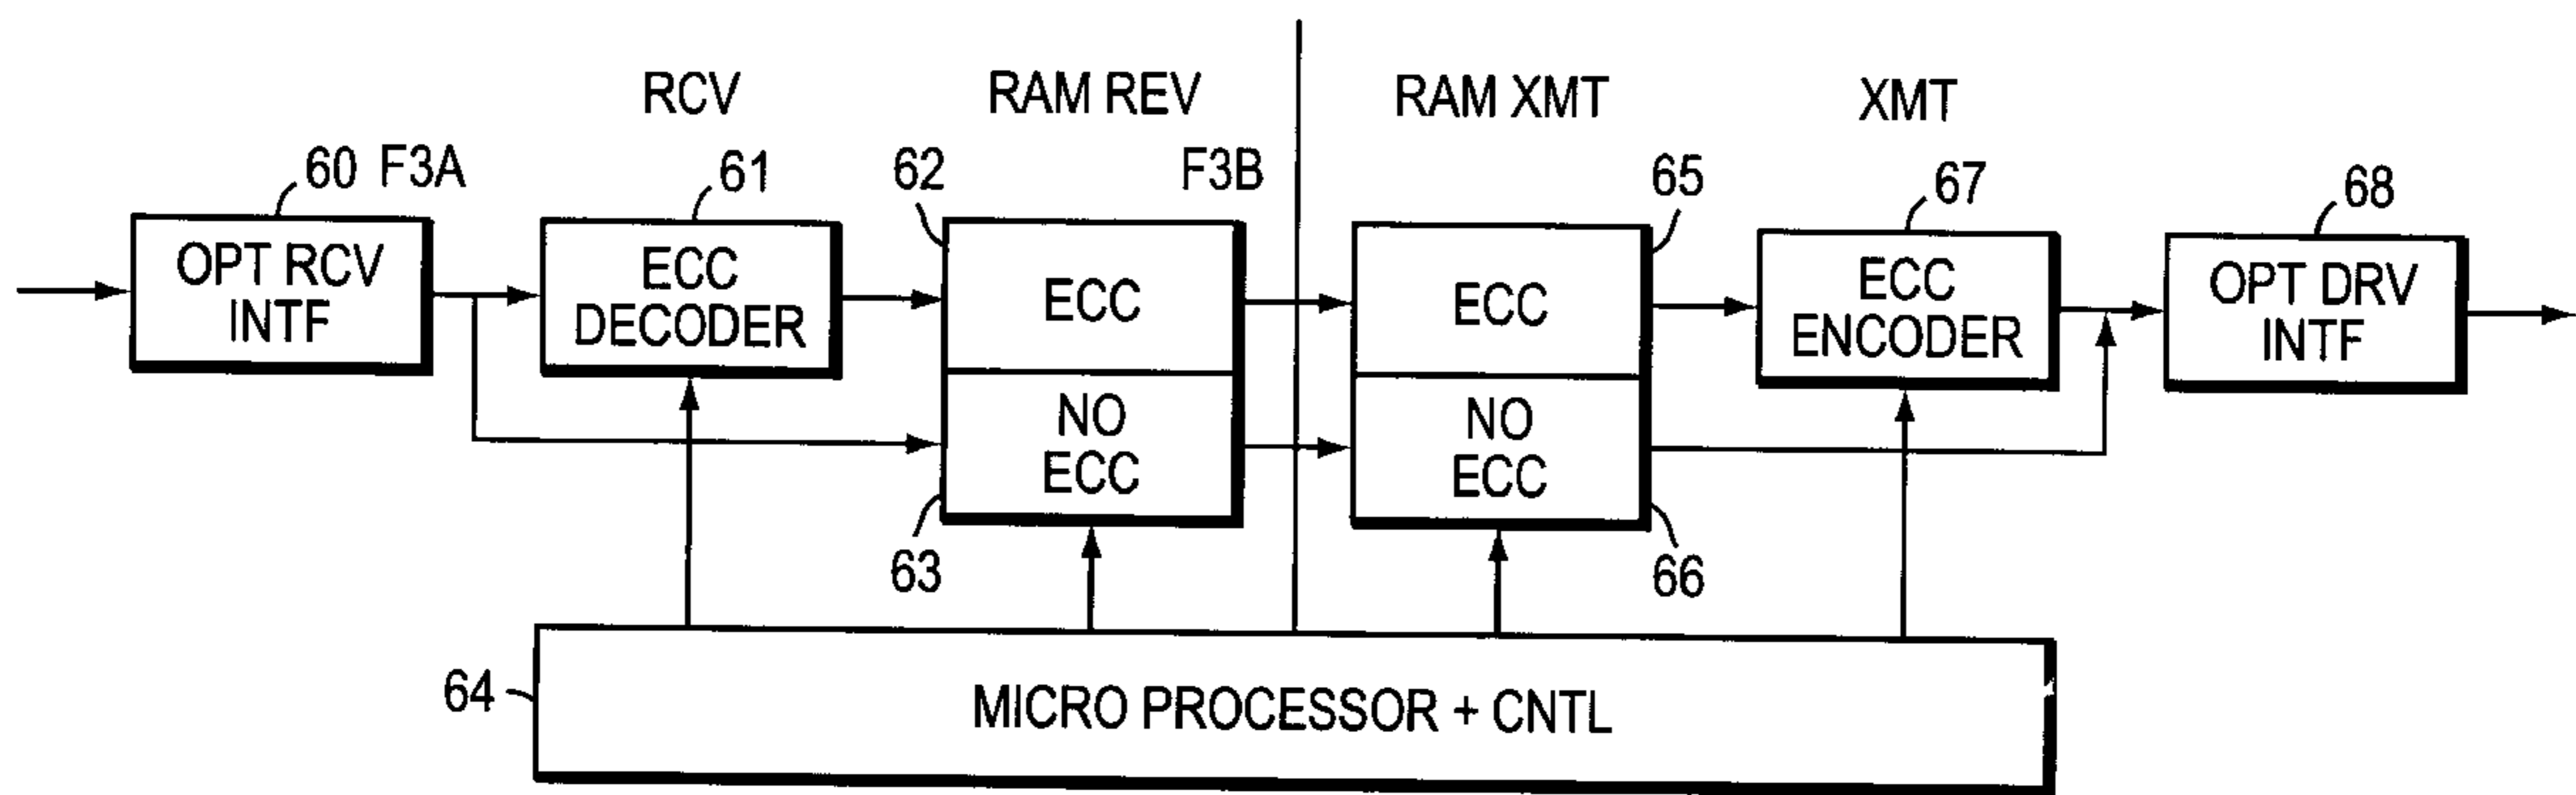 RCV
RAM REV
RAM XMT
XMT
60
F3A
61
62
F3B
65
67
68
OPT RCV
INTF
ECC
DECODER
ECC
NO
ECC
ECC
NO
ECC
ECC
ENCODER
OPT DRV
INTF
63
66
64
MICRO PROCESSOR + CNTL